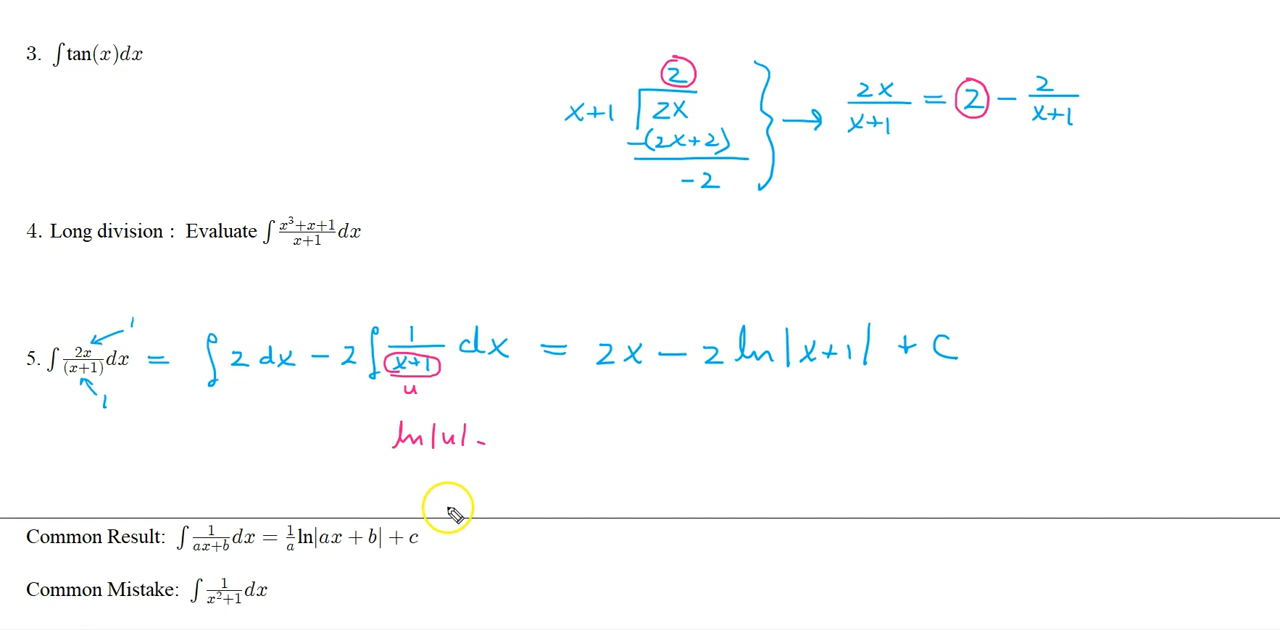 3. ∫tan(x)dx
2
x+1 2x
-(2x+2)
-2
→ 2x/x+1 = 2 - 2/x+1
4. Long division : Evaluate ∫ x³+x+1/x+1 dx
1
5. ∫ 2x/(x+1) dx = ∫ 2 dx - 2 ∫ 1/x+1 dx = 2x - 2 ln|x+1| + c
1
u
ln|u|-
Common Result: ∫ 1/ax+b dx = 1/a ln|ax + b| + c
Common Mistake: ∫ 1/x²+1 dx